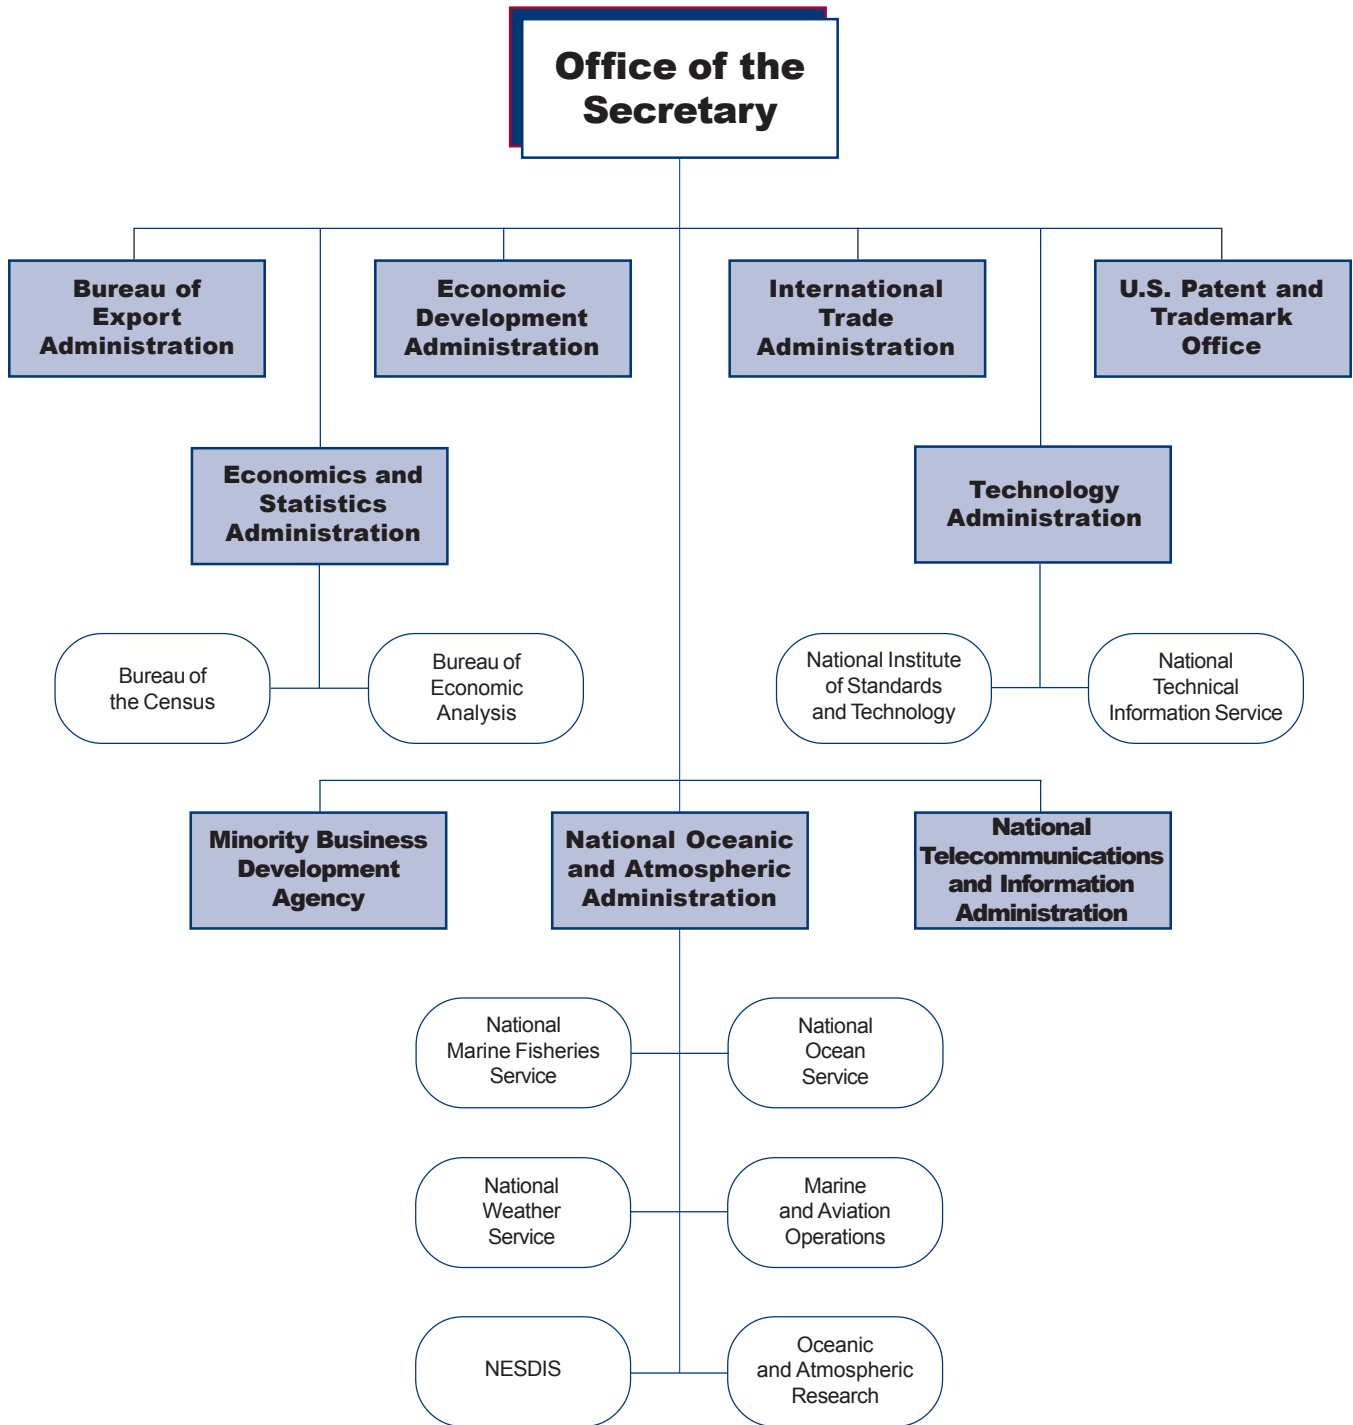 Office of the
Secretary
Bureau of
Export
Administration
Economic
Development
Administration
International
Trade
Administration
U.S. Patent and
Trademark
Office
Economics and
Statistics
Administration
Technology
Administration
Bureau of
the Census
Bureau of
Economic
Analysis
National Institute
of Standards
and Technology
National
Technical
Information Service
Minority Business
Development
Agency
National Oceanic
and Atmospheric
Administration
National
Telecommunications
and Information
Administration
National
Marine Fisheries
Service
National
Ocean
Service
National
Weather
Service
Marine
and Aviation
Operations
NESDIS
Oceanic
and Atmospheric
Research